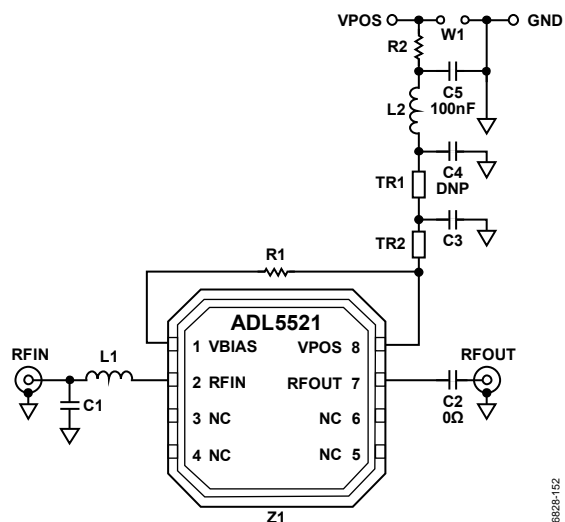 VPOS
W1
GND
R2
C5
100nF
L2
C4
DNP
TR1
C3
TR2
R1
ADL5521
1 VBIAS
VPOS 8
RFIN
L1
2 RFIN
RFOUT 7
RFOUT
C1
C2
0Ω
3 NC
NC 6
4 NC
NC 5
Z1
6828-152